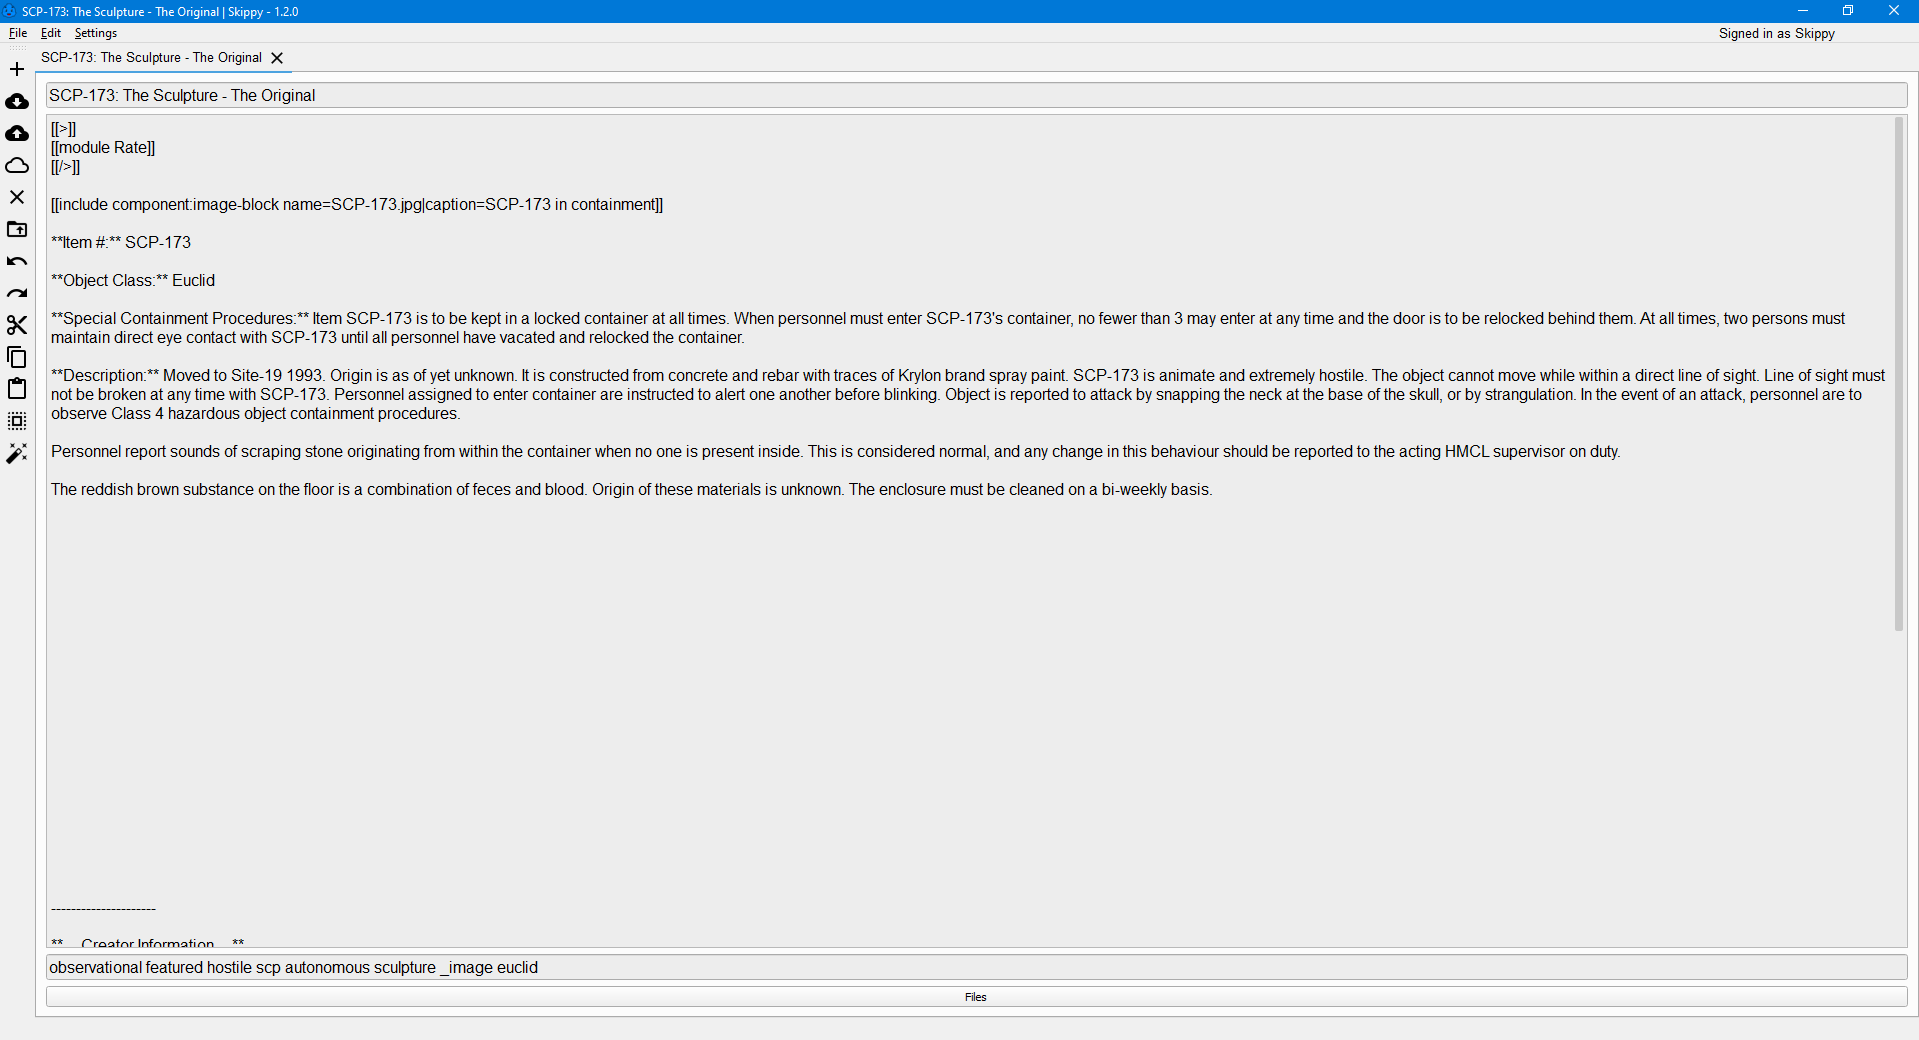 SCP-173: The Sculpture - The Original | Skippy - 1.2.0
File Edit Settings
Signed in as Skippy
SCP-173: The Sculpture - The Original
SCP-173: The Sculpture - The Original
[[>]]
[[module Rate]]
[[/>]]
[[include component:image-block name=SCP-173.jpg|caption=SCP-173 in containment]]
**Item #:** SCP-173
**Object Class:** Euclid
**Special Containment Procedures:** Item SCP-173 is to be kept in a locked container at all times. When personnel must enter SCP-173's container, no fewer than 3 may enter at any time and the door is to be relocked behind them. At all times, two persons must
maintain direct eye contact with SCP-173 until all personnel have vacated and relocked the container.
**Description:** Moved to Site-19 1993. Origin is as of yet unknown. It is constructed from concrete and rebar with traces of Krylon brand spray paint. SCP-173 is animate and extremely hostile. The object cannot move while within a direct line of sight. Line of sight must
not be broken at any time with SCP-173. Personnel assigned to enter container are instructed to alert one another before blinking. Object is reported to attack by snapping the neck at the base of the skull, or by strangulation. In the event of an attack, personnel are to
observe Class 4 hazardous object containment procedures.
Personnel report sounds of scraping stone originating from within the container when no one is present inside. This is considered normal, and any change in this behaviour should be reported to the acting HMCL supervisor on duty.
The reddish brown substance on the floor is a combination of feces and blood. Origin of these materials is unknown. The enclosure must be cleaned on a bi-weekly basis.
---------------------
** Creator Information **
observational featured hostile scp autonomous sculpture _image euclid
Files